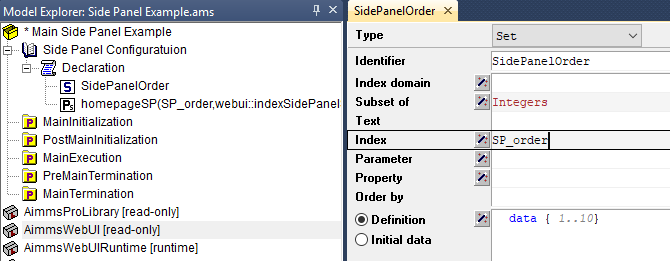 Model Explorer: Side Panel Example.ams
* Main Side Panel Example
Side Panel Configuratuion
Declaration
S SidePanelOrder
Ps homepageSP(SP_order,webui::indexSidePanel
P MainInitialization
P PostMainInitialization
P MainExecution
P PreMainTermination
P MainTermination
AimmsProLibrary [read-only]
AimmsWebUI [read-only]
AimmsWebUIRuntime [runtime]
SidePanelOrder
Type Set
Identifier SidePanelOrder
Index domain
Subset of Integers
Text
Index SP_order
Parameter
Property
Order by
Definition data { 1..10}
Initial data